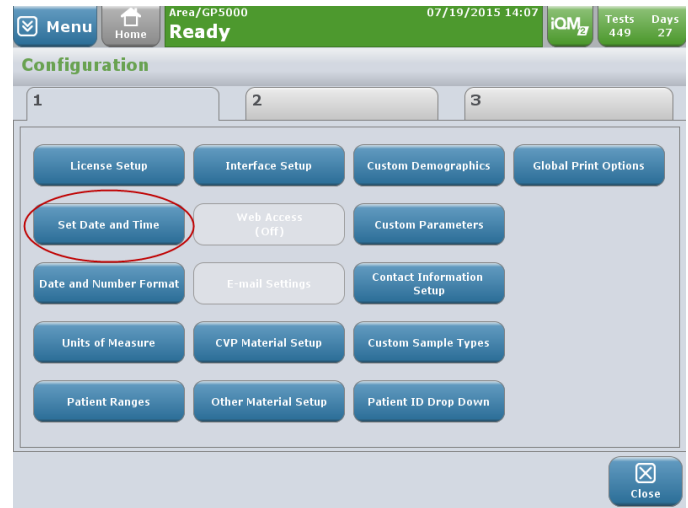 Menu
Home
Area/GP5000
07/19/2015 14:07
Ready
iQM2
Tests Days
449 27
Configuration
1
2
3
License Setup
Interface Setup
Custom Demographics
Global Print Options
Set Date and Time
Web Access
(Off)
Custom Parameters
Date and Number Format
E-mail Settings
Contact Information
Setup
Units of Measure
CVP Material Setup
Custom Sample Types
Patient Ranges
Other Material Setup
Patient ID Drop Down
Close